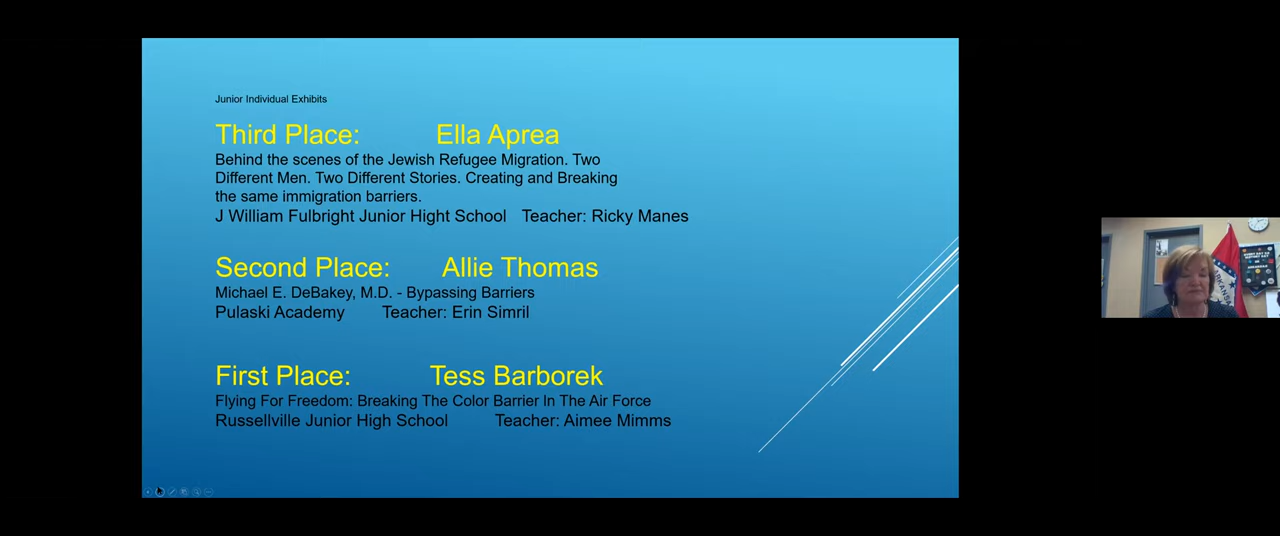 Junior Individual Exhibits
Third Place: Ella Aprea
Behind the scenes of the Jewish Refugee Migration. Two
Different Men. Two Different Stories. Creating and Breaking
the same immigration barriers.
J William Fulbright Junior Hight School Teacher: Ricky Manes
Second Place: Allie Thomas
Michael E. DeBakey, M.D. - Bypassing Barriers
Pulaski Academy Teacher: Erin Simril
First Place: Tess Barborek
Flying For Freedom: Breaking The Color Barrier In The Air Force
Russellville Junior High School Teacher: Aimee Mimms
ARKANSAS